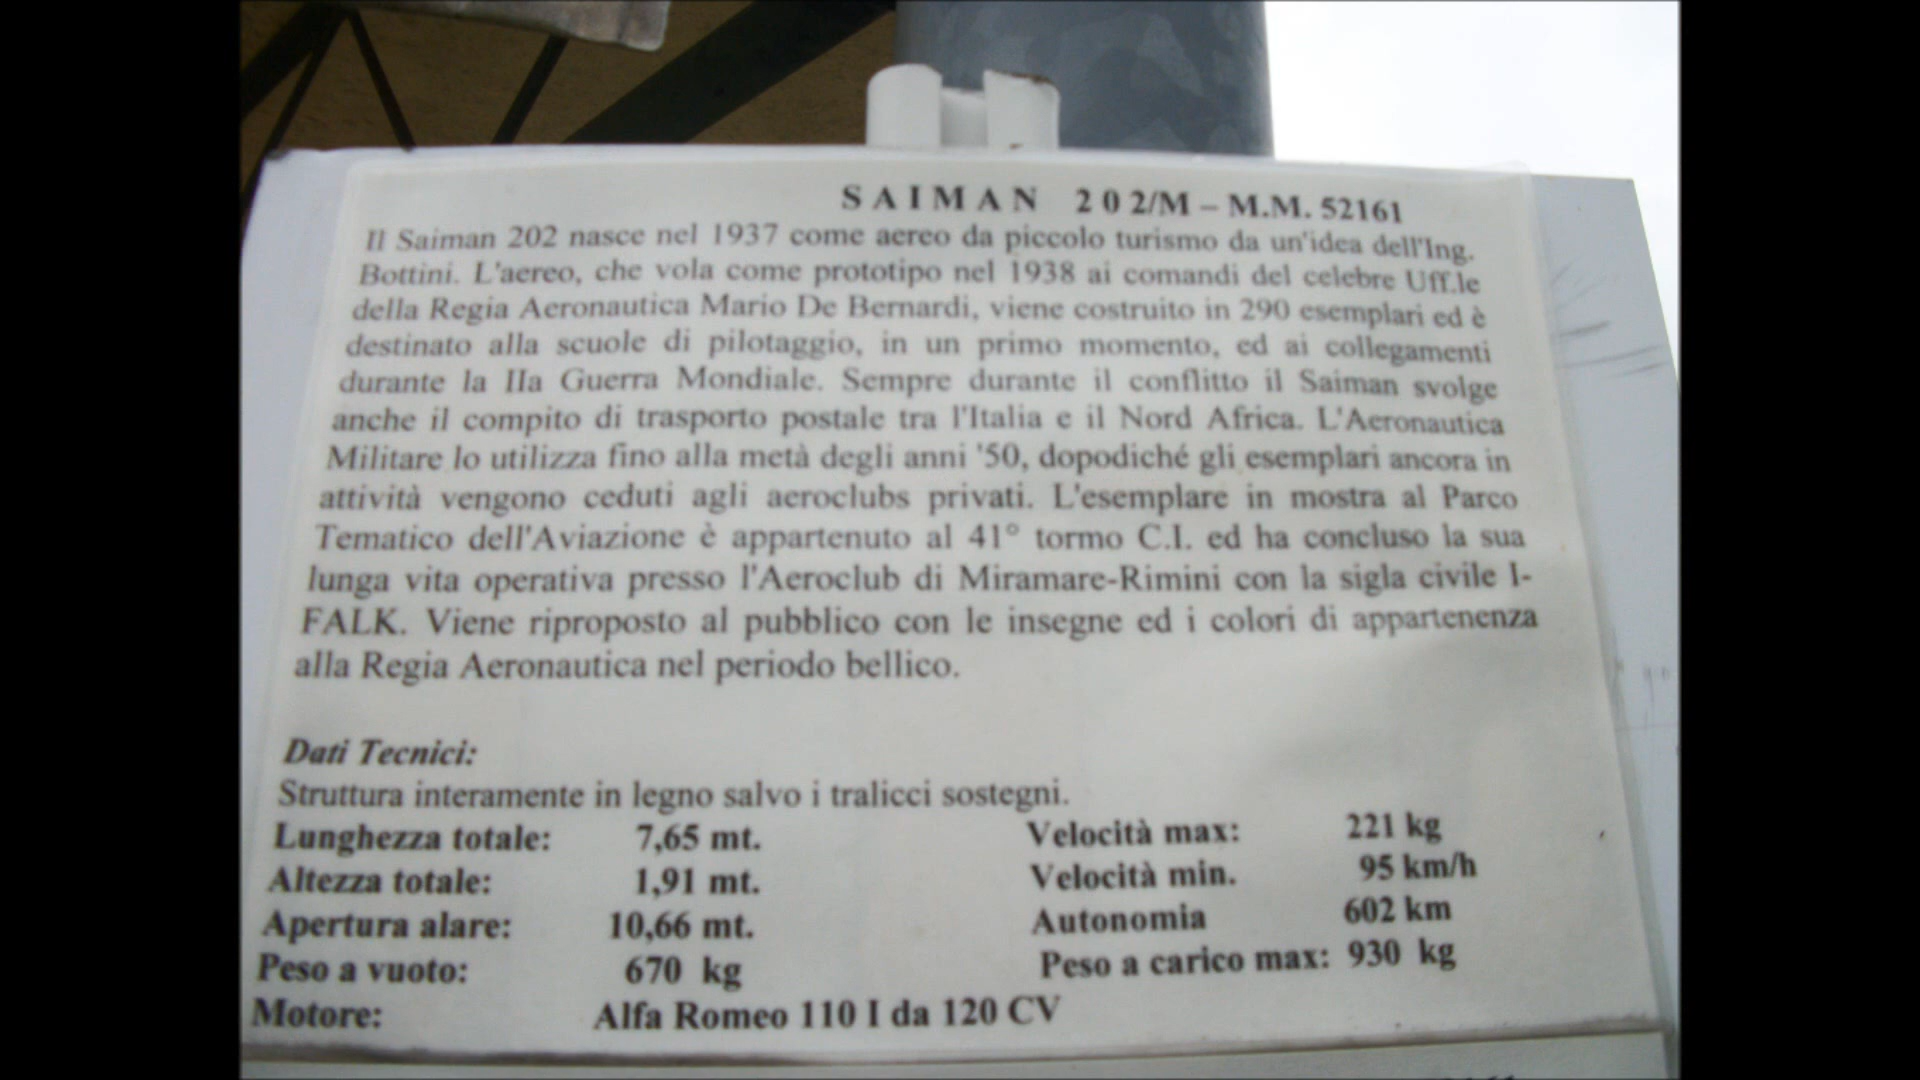 SAIMAN 202/M – M.M. 52161
Il Saiman 202 nasce nel 1937 come aereo da piccolo turismo da un'idea dell'Ing.
Bottini. L'aereo, che vola come prototipo nel 1938 ai comandi del celebre Uff.le
della Regia Aeronautica Mario De Bernardi, viene costruito in 290 esemplari ed è
destinato alla scuole di pilotaggio, in un primo momento, ed ai collegamenti
durante la IIa Guerra Mondiale. Sempre durante il conflitto il Saiman svolge
anche il compito di trasporto postale tra l'Italia e il Nord Africa. L'Aeronautica
Militare lo utilizza fino alla metà degli anni '50, dopodiché gli esemplari ancora in
attività vengono ceduti agli aeroclubs privati. L'esemplare in mostra al Parco
Tematico dell'Aviazione è appartenuto al 41° tormo C.I. ed ha concluso la sua
lunga vita operativa presso l'Aeroclub di Miramare-Rimini con la sigla civile I-
FALK. Viene riproposto al pubblico con le insegne ed i colori di appartenenza
alla Regia Aeronautica nel periodo bellico.
Dati Tecnici:
Struttura interamente in legno salvo i tralicci sostegni.
Lunghezza totale: 7,65 mt. Velocità max: 221 kg
Altezza totale: 1,91 mt. Velocità min. 95 km/h
Apertura alare: 10,66 mt. Autonomia 602 km
Peso a vuoto: 670 kg Peso a carico max: 930 kg
Motore: Alfa Romeo 110 I da 120 CV